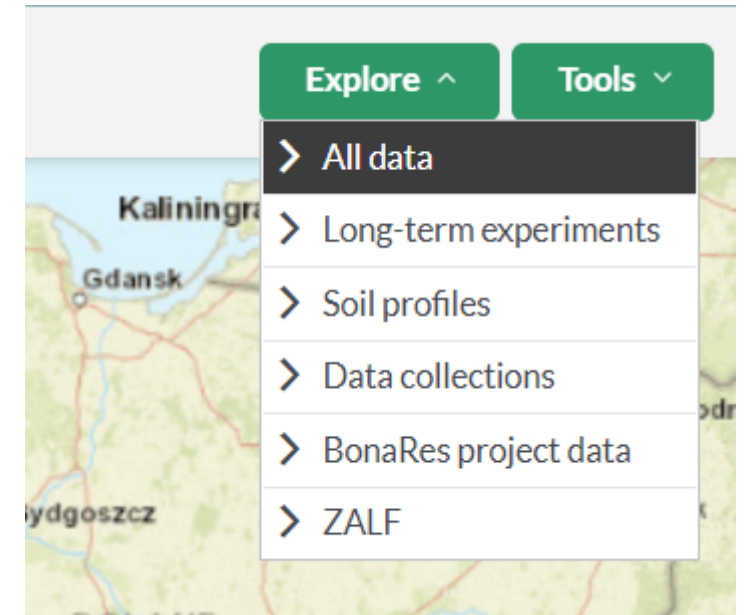 Explore
Tools
All data
Kaliningra
Long-term experiments
Gdansk
Soil profiles
Data collections
BonaRes project data
ydgoszcz
ZALF